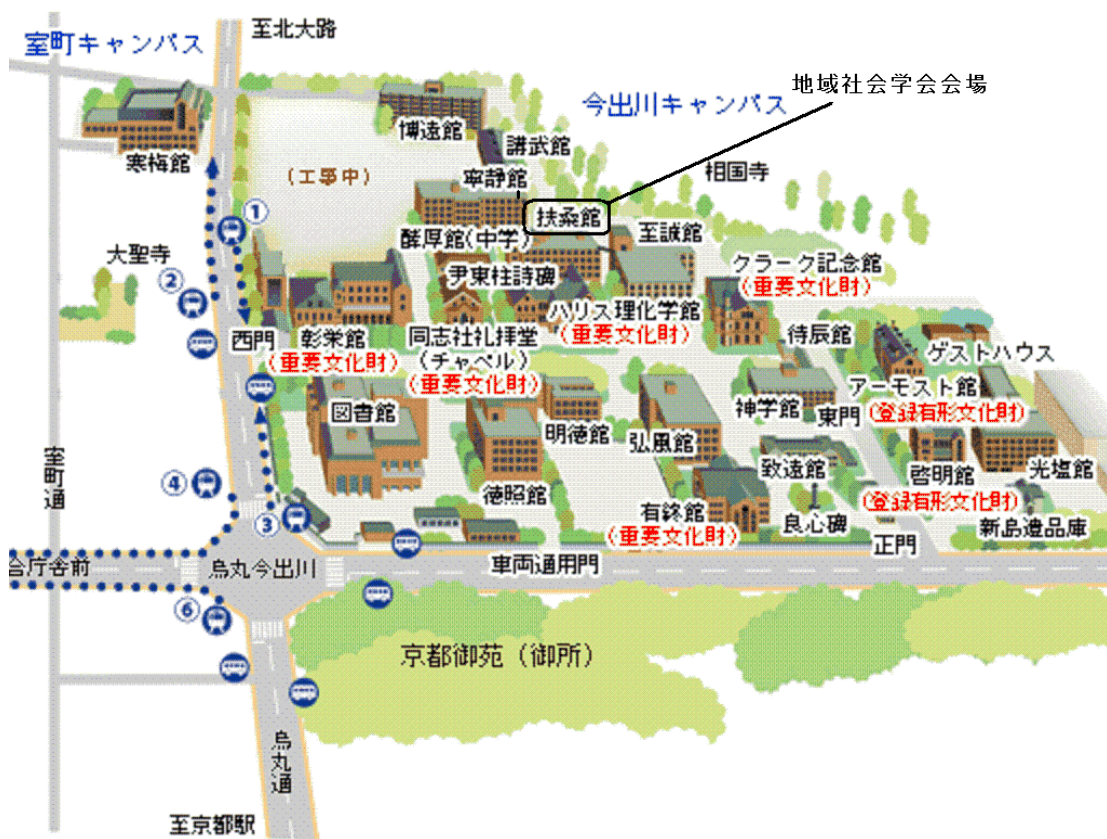 至北大路
室町キャンパス
地域社会学会会場
今出川キャンパス
博遠館
講武館
寒梅館
(工事中)
寧静館
相国寺
扶桑館
①
致厚館(中学)
至誠館
大聖寺
尹東柱詩碑
クラーク記念館
(重要文化財)
②
ハリス理化学館
(重要文化財)
西門
彰栄館
(重要文化財)
同志社礼拝堂
(チャペル)
(重要文化財)
待辰館
ゲストハウス
アーモスト館
(登録有形文化財)
図書館
明徳館
弘風館
神学館
東門
室町通
④
徳照館
致遠館
啓明館
(登録有形文化財)
光塩館
③
有終館
(重要文化財)
良心碑
新島遺品庫
正門
合庁舎前
烏丸今出川
車両通用門
⑥
京都御苑(御所)
烏丸通
至京都駅